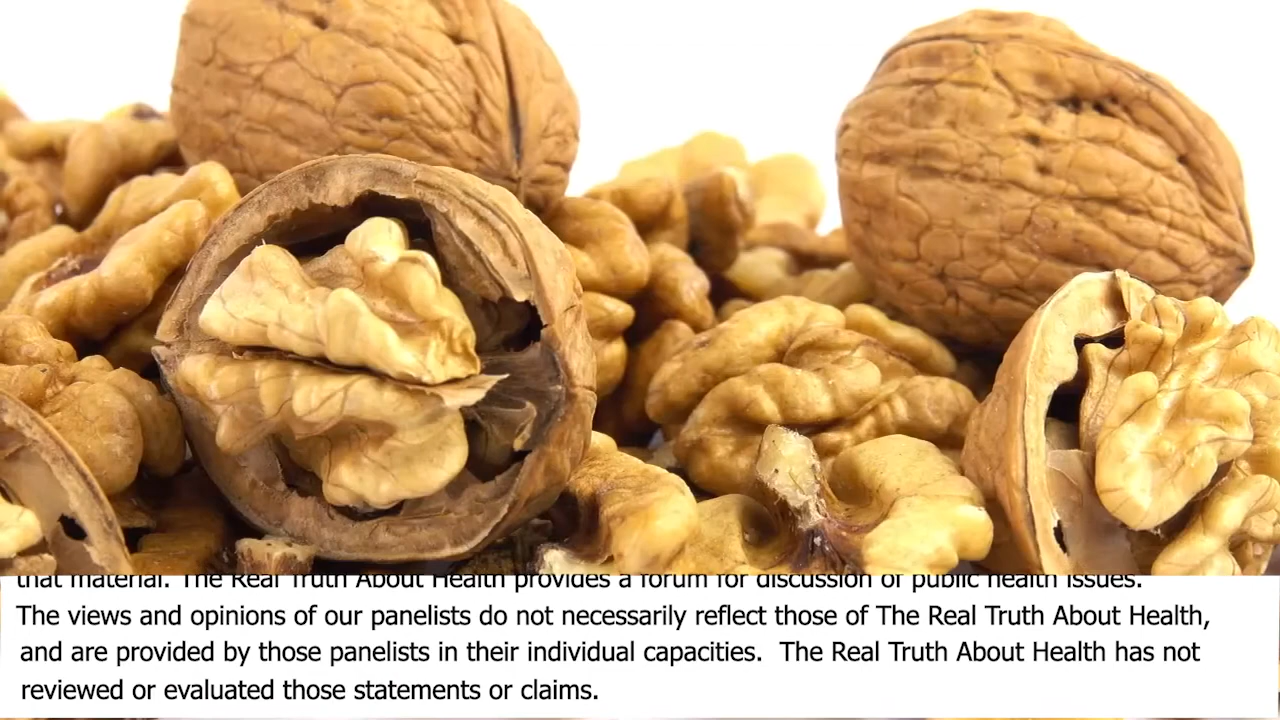 that material. The Real Truth About Health provides a forum for discussion of public health issues.
The views and opinions of our panelists do not necessarily reflect those of The Real Truth About Health,
and are provided by those panelists in their individual capacities.  The Real Truth About Health has not
reviewed or evaluated those statements or claims.